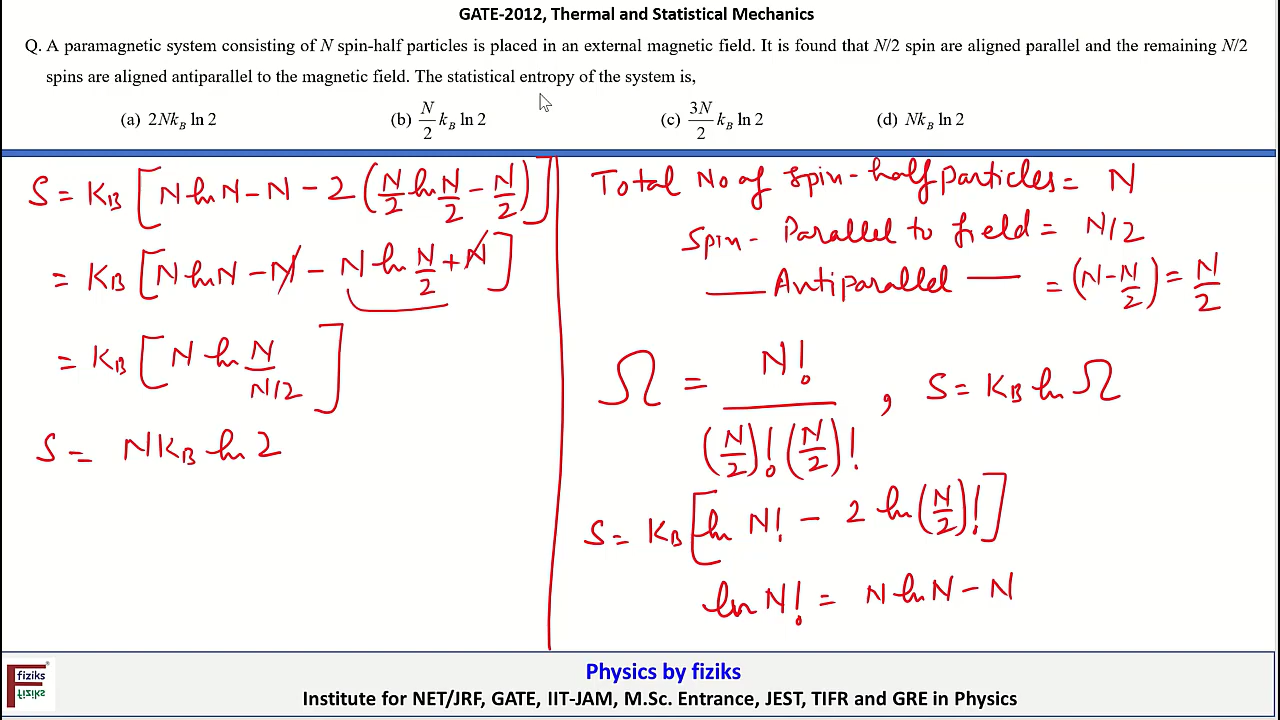 GATE-2012, Thermal and Statistical Mechanics
Q. A paramagnetic system consisting of N spin-half particles is placed in an external magnetic field. It is found that N/2 spin are aligned parallel and the remaining N/2
spins are aligned antiparallel to the magnetic field. The statistical entropy of the system is,
(a) 2Nk_B ln 2 (b) N/2 k_B ln 2 (c) 3N/2 k_B ln 2 (d) Nk_B ln 2
S = K_B [N ln N - N - 2 (N/2 ln N/2 - N/2)]
= K_B [N ln N - N - N ln N/2 + N]
= K_B [N ln N/N/2]
S = NK_B ln 2
Total No of Spin-half Particles = N
Spin - Parallel to field = N/2
—— Antiparallel —— = (N - N/2) = N/2
Ω = N!/(N/2)!(N/2)! , S = K_B ln Ω
S = K_B [ln N! - 2 ln (N/2)!]
ln N! = N ln N - N
fiziks
fiziks
Physics by fiziks
Institute for NET/JRF, GATE, IIT-JAM, M.Sc. Entrance, JEST, TIFR and GRE in Physics